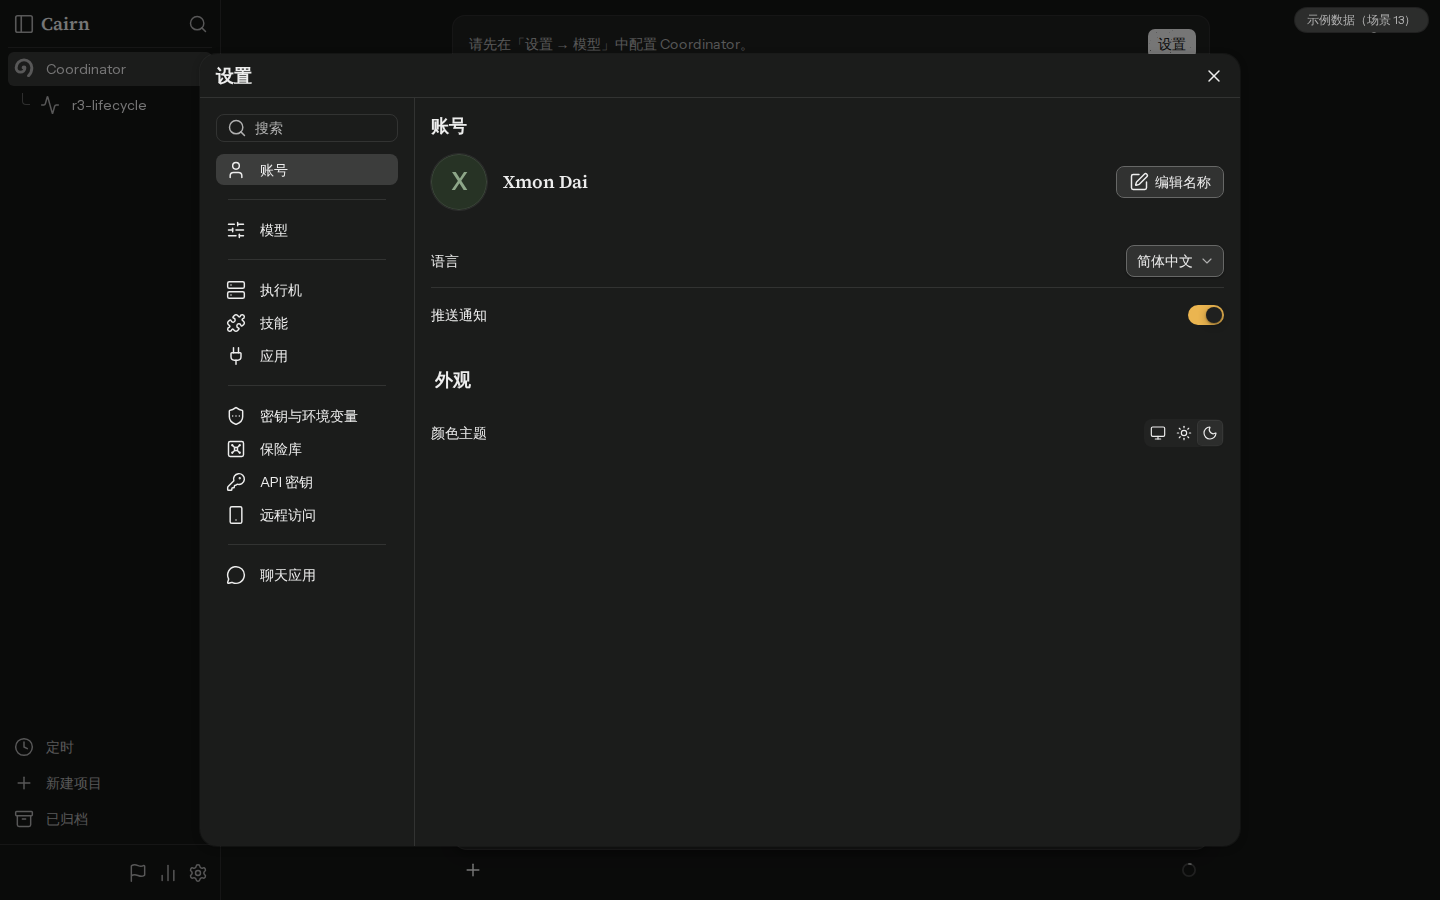 Cairn
示例数据（场景 13）
请先在「设置 → 模型」中配置 Coordinator。
设置
Coordinator
r3-lifecycle
定时
新建项目
已归档
设置
搜索
账号
模型
执行机
技能
应用
密钥与环境变量
保险库
API 密钥
远程访问
聊天应用
账号
X
Xmon Dai
编辑名称
语言
简体中文
推送通知
外观
颜色主题